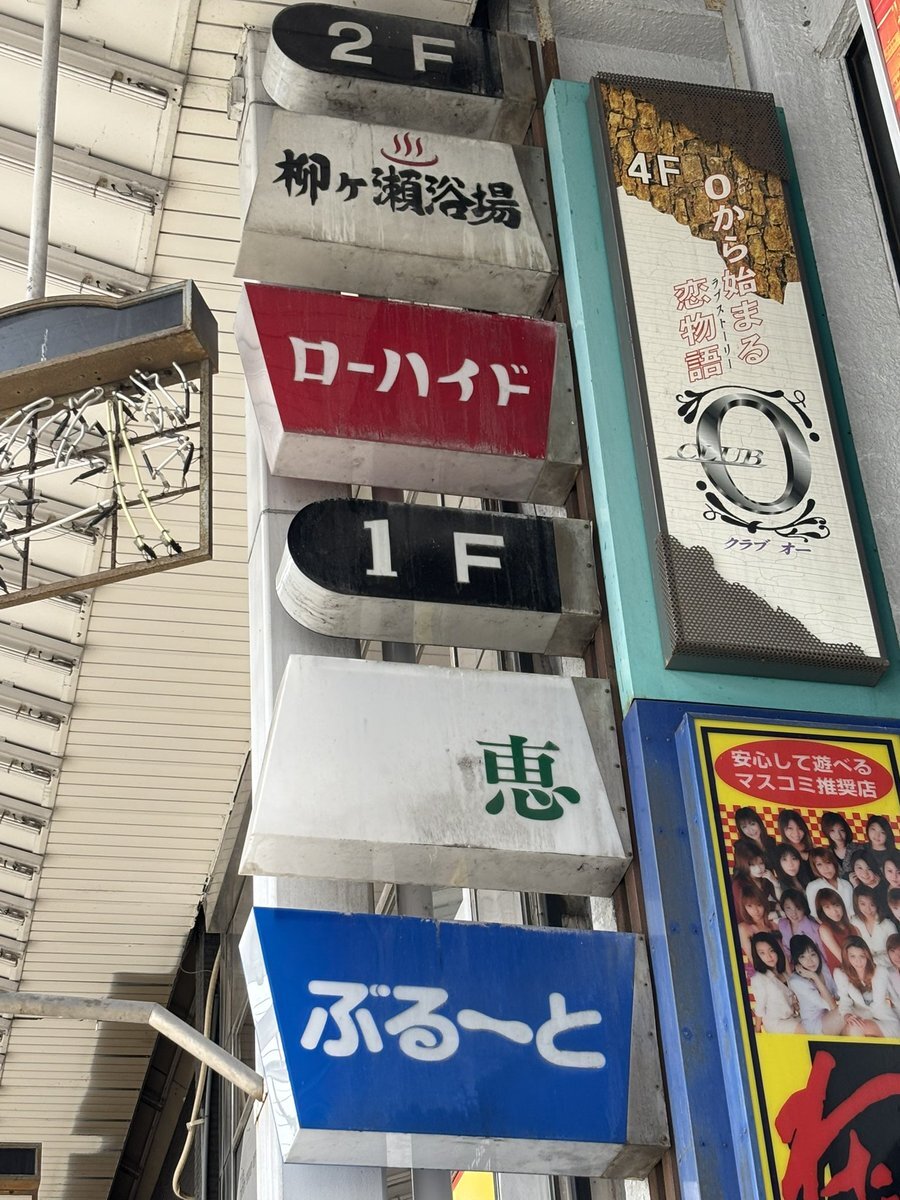 2F
柳ヶ瀬浴場
ローハイド
1F
恵
ぶる～と
4F
0から始まる
恋物語
ラブストーリー
CLUB
O
クラブ オー
安心して遊べる
マスコミ推奨店